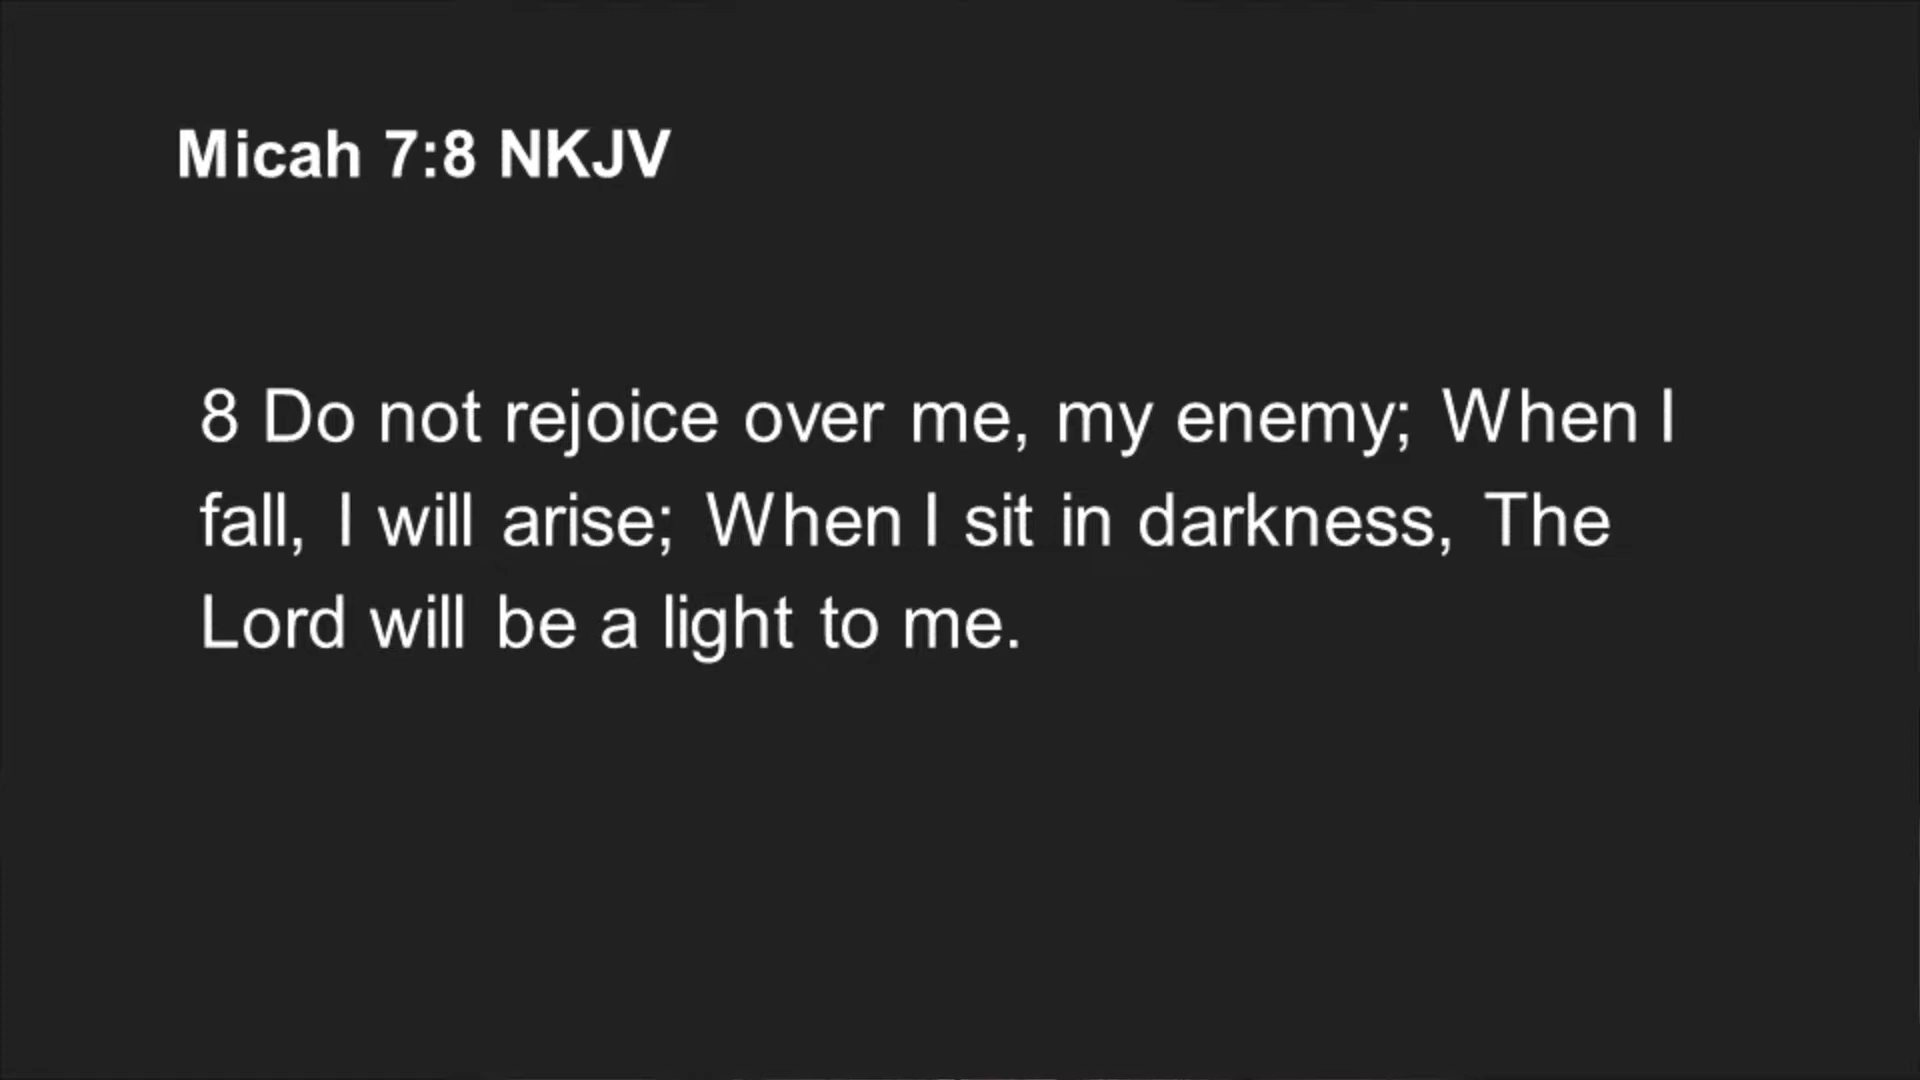 Micah 7:8 NKJV
8 Do not rejoice over me, my enemy; When I
fall, I will arise; When I sit in darkness, The
Lord will be a light to me.